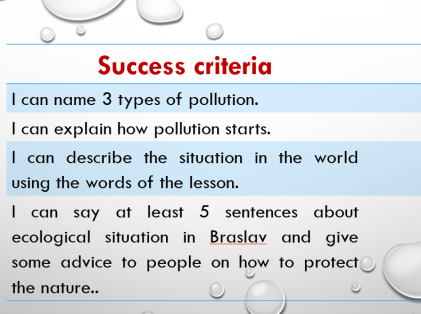 Success criteria
I can name 3 types of pollution.
I can explain how pollution starts.
I can describe the situation in the world
using the words of the lesson.
I can say at least 5 sentences about
ecological situation in Braslav and give
some advice to people on how to protect
the nature..